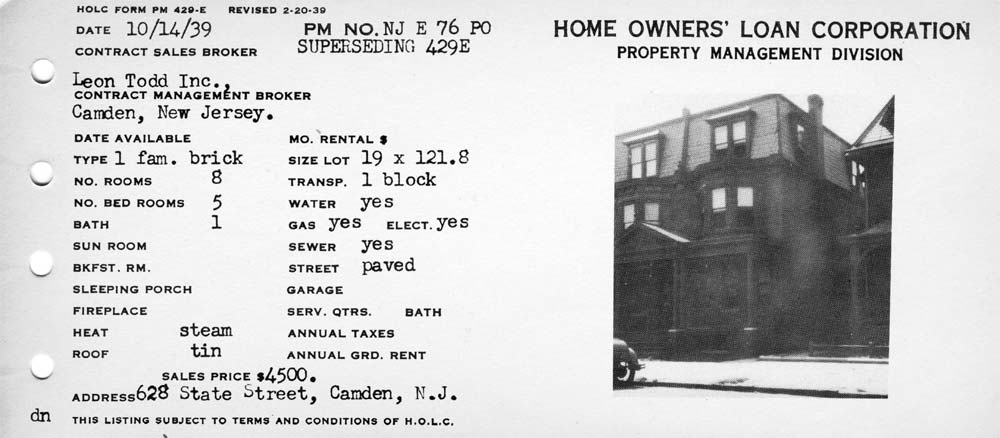 HOLC FORM PM 429-E REVISED 2-20-39
DATE 10/14/39 PM NO. NJ E 76 PO
SUPERSEDING 429E
CONTRACT SALES BROKER
Leon Todd Inc.,
CONTRACT MANAGEMENT BROKER
Camden, New Jersey.
DATE AVAILABLE MO. RENTAL $
TYPE 1 fam. brick SIZE LOT 19 x 121.8
NO. ROOMS 8 TRANSP. 1 block
NO. BED ROOMS 5 WATER yes
BATH 1 GAS yes ELECT. yes
SUN ROOM SEWER yes
BKFST. RM. STREET paved
SLEEPING PORCH GARAGE
FIREPLACE SERV. QTRS. BATH
HEAT steam ANNUAL TAXES
ROOF tin ANNUAL GRD. RENT
SALES PRICE $4500.
ADDRESS 628 State Street, Camden, N.J.
dn THIS LISTING SUBJECT TO TERMS AND CONDITIONS OF H.O.L.C.
HOME OWNERS' LOAN CORPORATION
PROPERTY MANAGEMENT DIVISION